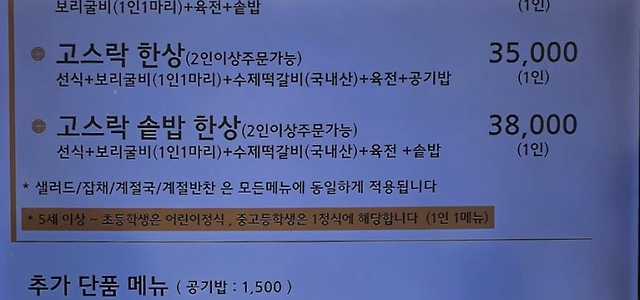 보리굴비(1인1마리)+육전+솥밥 (1인)
고스락 한상(2인이상주문가능) 35,000
선식+보리굴비(1인1마리)+수제떡갈비(국내산)+육전+공기밥 (1인)
고스락 솥밥 한상(2인이상주문가능) 38,000
선식+보리굴비(1인1마리)+수제떡갈비(국내산)+육전 +솥밥 (1인)
* 샐러드/잡채/계절국/계절반찬 은 모든메뉴에 동일하게 적용됩니다
* 5세 이상 ~ 초등학생은 어린이정식 , 중고등학생은 1정식에 해당합니다 (1인 1메뉴)
추가 단품 메뉴 ( 공기밥 : 1,500 )